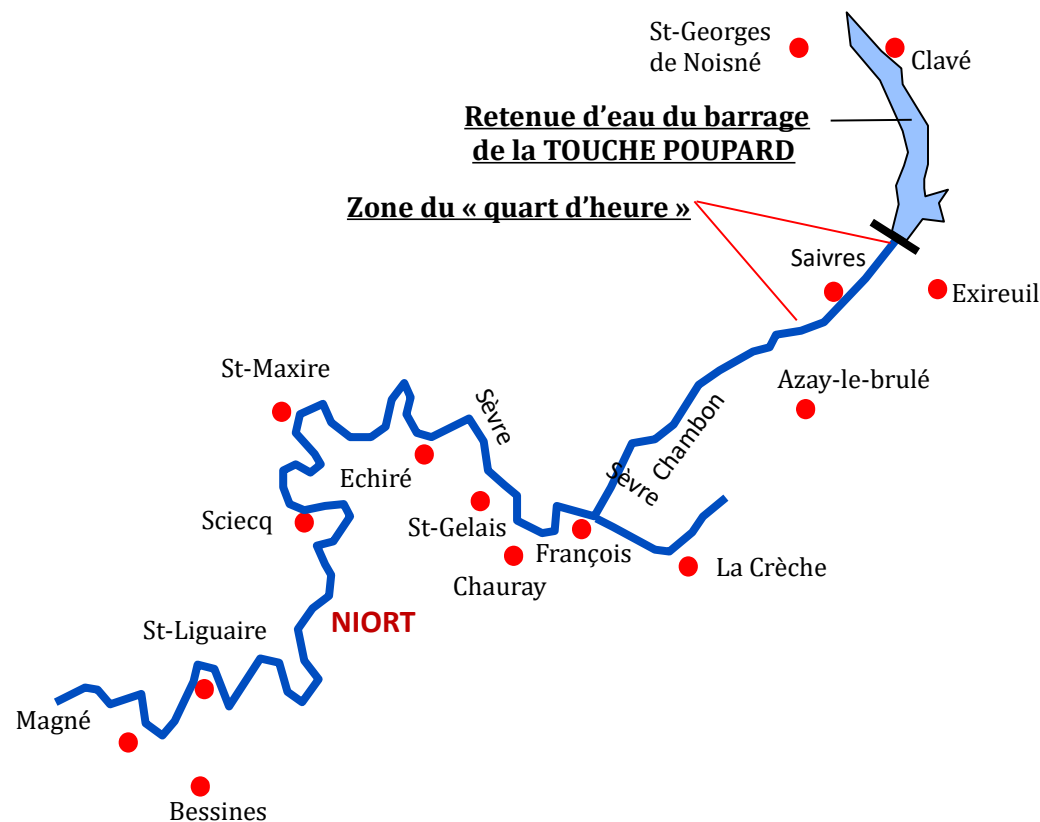 St-Georges
de Noisné
Clavé
Retenue d’eau du barrage
de la TOUCHE POUPARD
Zone du « quart d’heure »
Saivres
Exireuil
St-Maxire
Azay-le-brulé
Sèvre
Chambon
Sèvre
Echiré
Sciecq
St-Gelais
François
Chauray
La Crèche
NIORT
St-Liguaire
Magné
Bessines